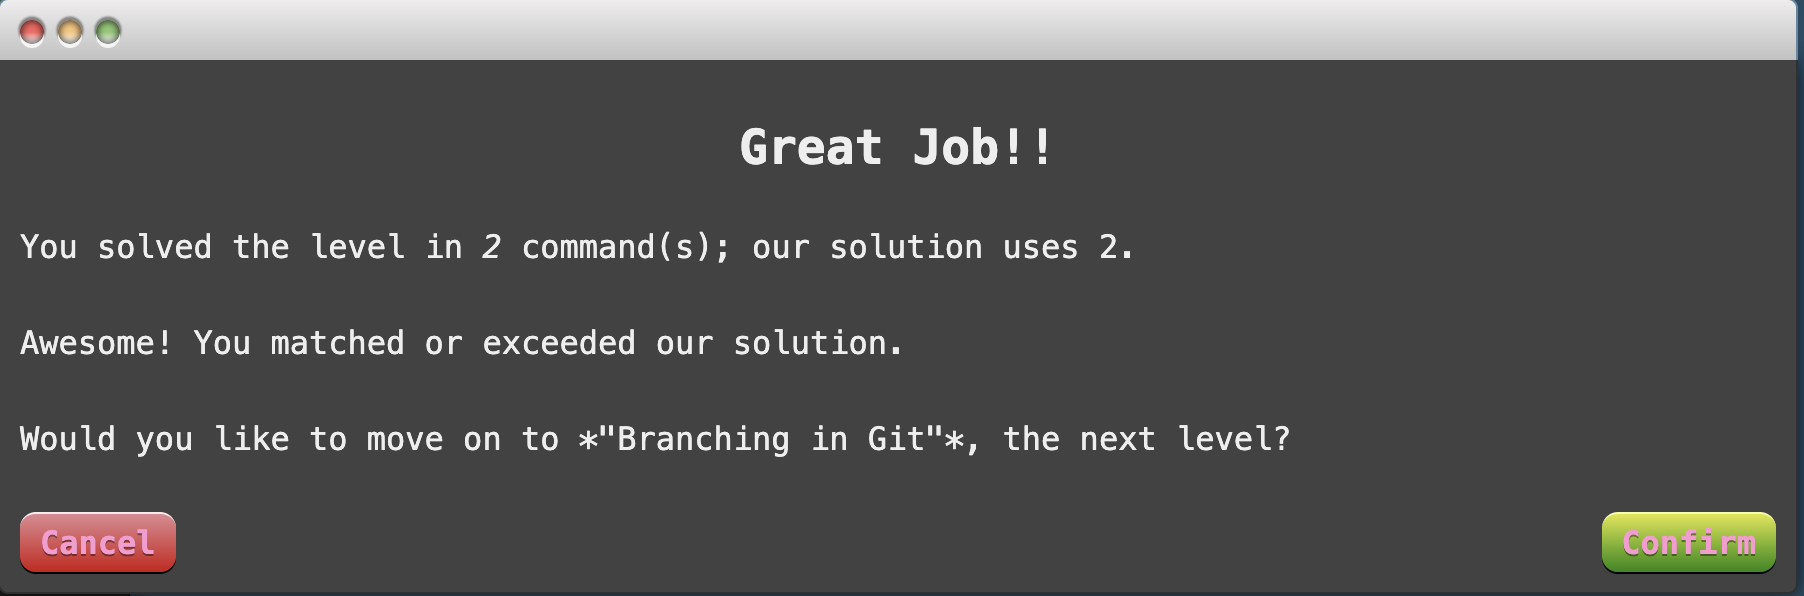 Great Job!!
You solved the level in 2 command(s); our solution uses 2.
Awesome! You matched or exceeded our solution.
Would you like to move on to *"Branching in Git"*, the next level?
Cancel
Confirm